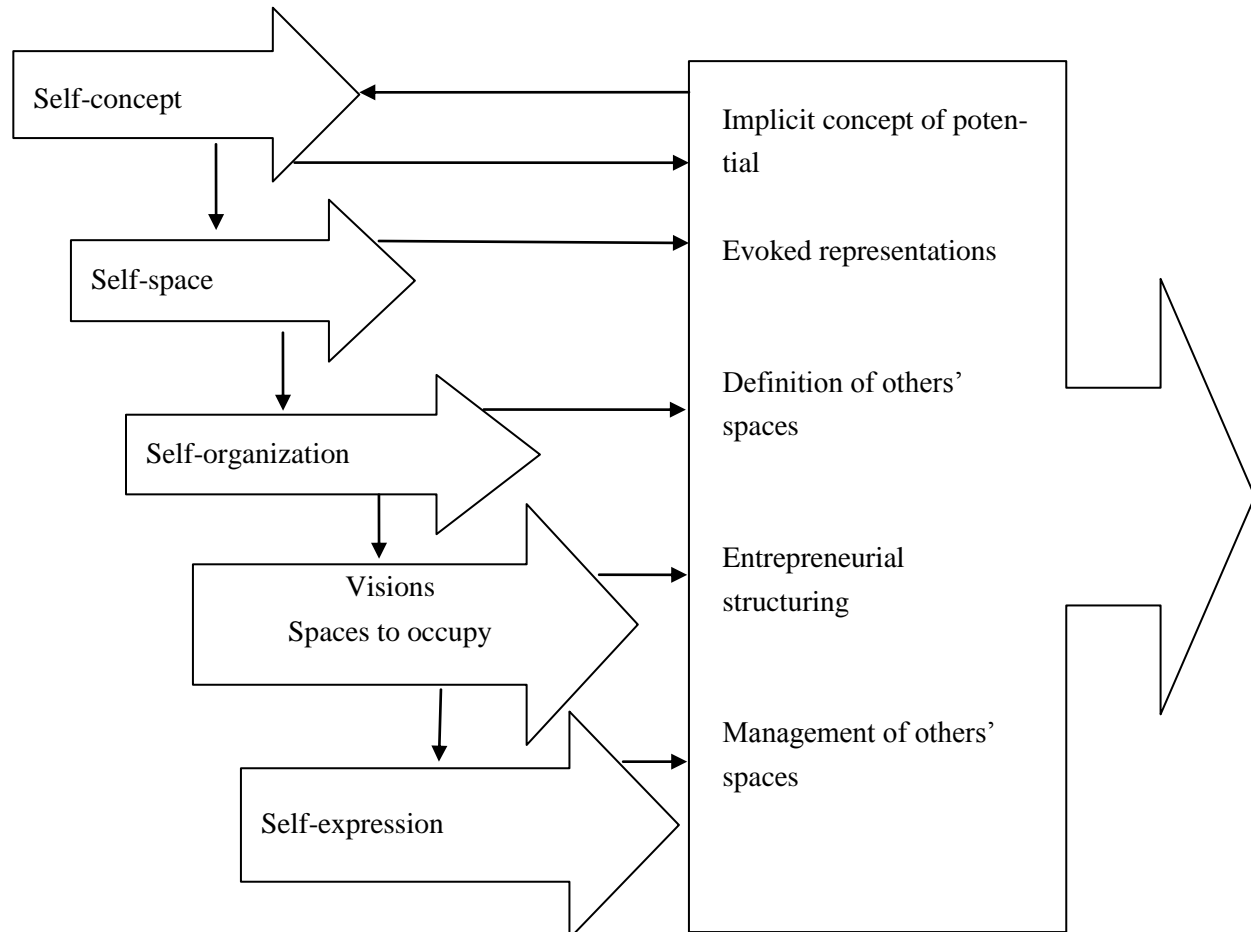 Self-concept
Implicit concept of poten-
tial
Self-space
Evoked representations
Self-organization
Definition of others’
spaces
Visions
Spaces to occupy
Entrepreneurial
structuring
Self-expression
Management of others’
spaces